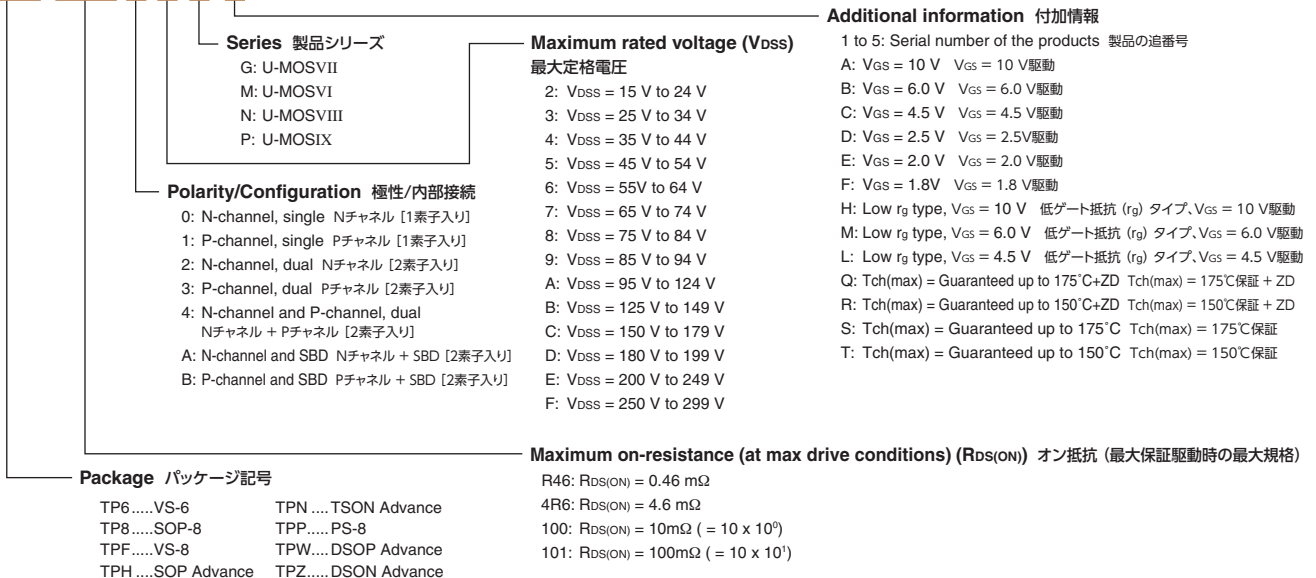 Additional information 付加情報
1 to 5: Serial number of the products 製品の追番号
A: VGS = 10 V VGS = 10 V駆動
B: VGS = 6.0 V VGS = 6.0 V駆動
C: VGS = 4.5 V VGS = 4.5 V駆動
D: VGS = 2.5 V VGS = 2.5V駆動
E: VGS = 2.0 V VGS = 2.0 V駆動
F: VGS = 1.8V VGS = 1.8 V駆動
H: Low rg type, VGS = 10 V 低ゲート抵抗 (rg) タイプ、VGS = 10 V駆動
M: Low rg type, VGS = 6.0 V 低ゲート抵抗 (rg) タイプ、VGS = 6.0 V駆動
L: Low rg type, VGS = 4.5 V 低ゲート抵抗 (rg) タイプ、VGS = 4.5 V駆動
Q: Tch(max) = Guaranteed up to 175˚C+ZD Tch(max) = 175℃保証 + ZD
R: Tch(max) = Guaranteed up to 150˚C+ZD Tch(max) = 150℃保証 + ZD
S: Tch(max) = Guaranteed up to 175˚C Tch(max) = 175℃保証
T: Tch(max) = Guaranteed up to 150˚C Tch(max) = 150℃保証
Series 製品シリーズ
G: U-MOSVII
M: U-MOSVI
N: U-MOSVIII
P: U-MOSIX
Maximum rated voltage (VDSS)
最大定格電圧
2: VDSS = 15 V to 24 V
3: VDSS = 25 V to 34 V
4: VDSS = 35 V to 44 V
5: VDSS = 45 V to 54 V
6: VDSS = 55V to 64 V
7: VDSS = 65 V to 74 V
8: VDSS = 75 V to 84 V
9: VDSS = 85 V to 94 V
A: VDSS = 95 V to 124 V
B: VDSS = 125 V to 149 V
C: VDSS = 150 V to 179 V
D: VDSS = 180 V to 199 V
E: VDSS = 200 V to 249 V
F: VDSS = 250 V to 299 V
Polarity/Configuration 極性/内部接続
0: N-channel, single Nチャネル [1素子入り]
1: P-channel, single Pチャネル [1素子入り]
2: N-channel, dual Nチャネル [2素子入り]
3: P-channel, dual Pチャネル [2素子入り]
4: N-channel and P-channel, dual
Nチャネル + Pチャネル [2素子入り]
A: N-channel and SBD Nチャネル + SBD [2素子入り]
B: P-channel and SBD Pチャネル + SBD [2素子入り]
Maximum on-resistance (at max drive conditions) (RDS(ON)) オン抵抗 (最大保証駆動時の最大規格)
R46: RDS(ON) = 0.46 mΩ
4R6: RDS(ON) = 4.6 mΩ
100: RDS(ON) = 10mΩ ( = 10 x 10⁰)
101: RDS(ON) = 100mΩ ( = 10 x 10¹)
Package パッケージ記号
TP6.....VS-6
TP8.....SOP-8
TPF.....VS-8
TPH ....SOP Advance
TPN ....TSON Advance
TPP.....PS-8
TPW....DSOP Advance
TPZ.....DSON Advance